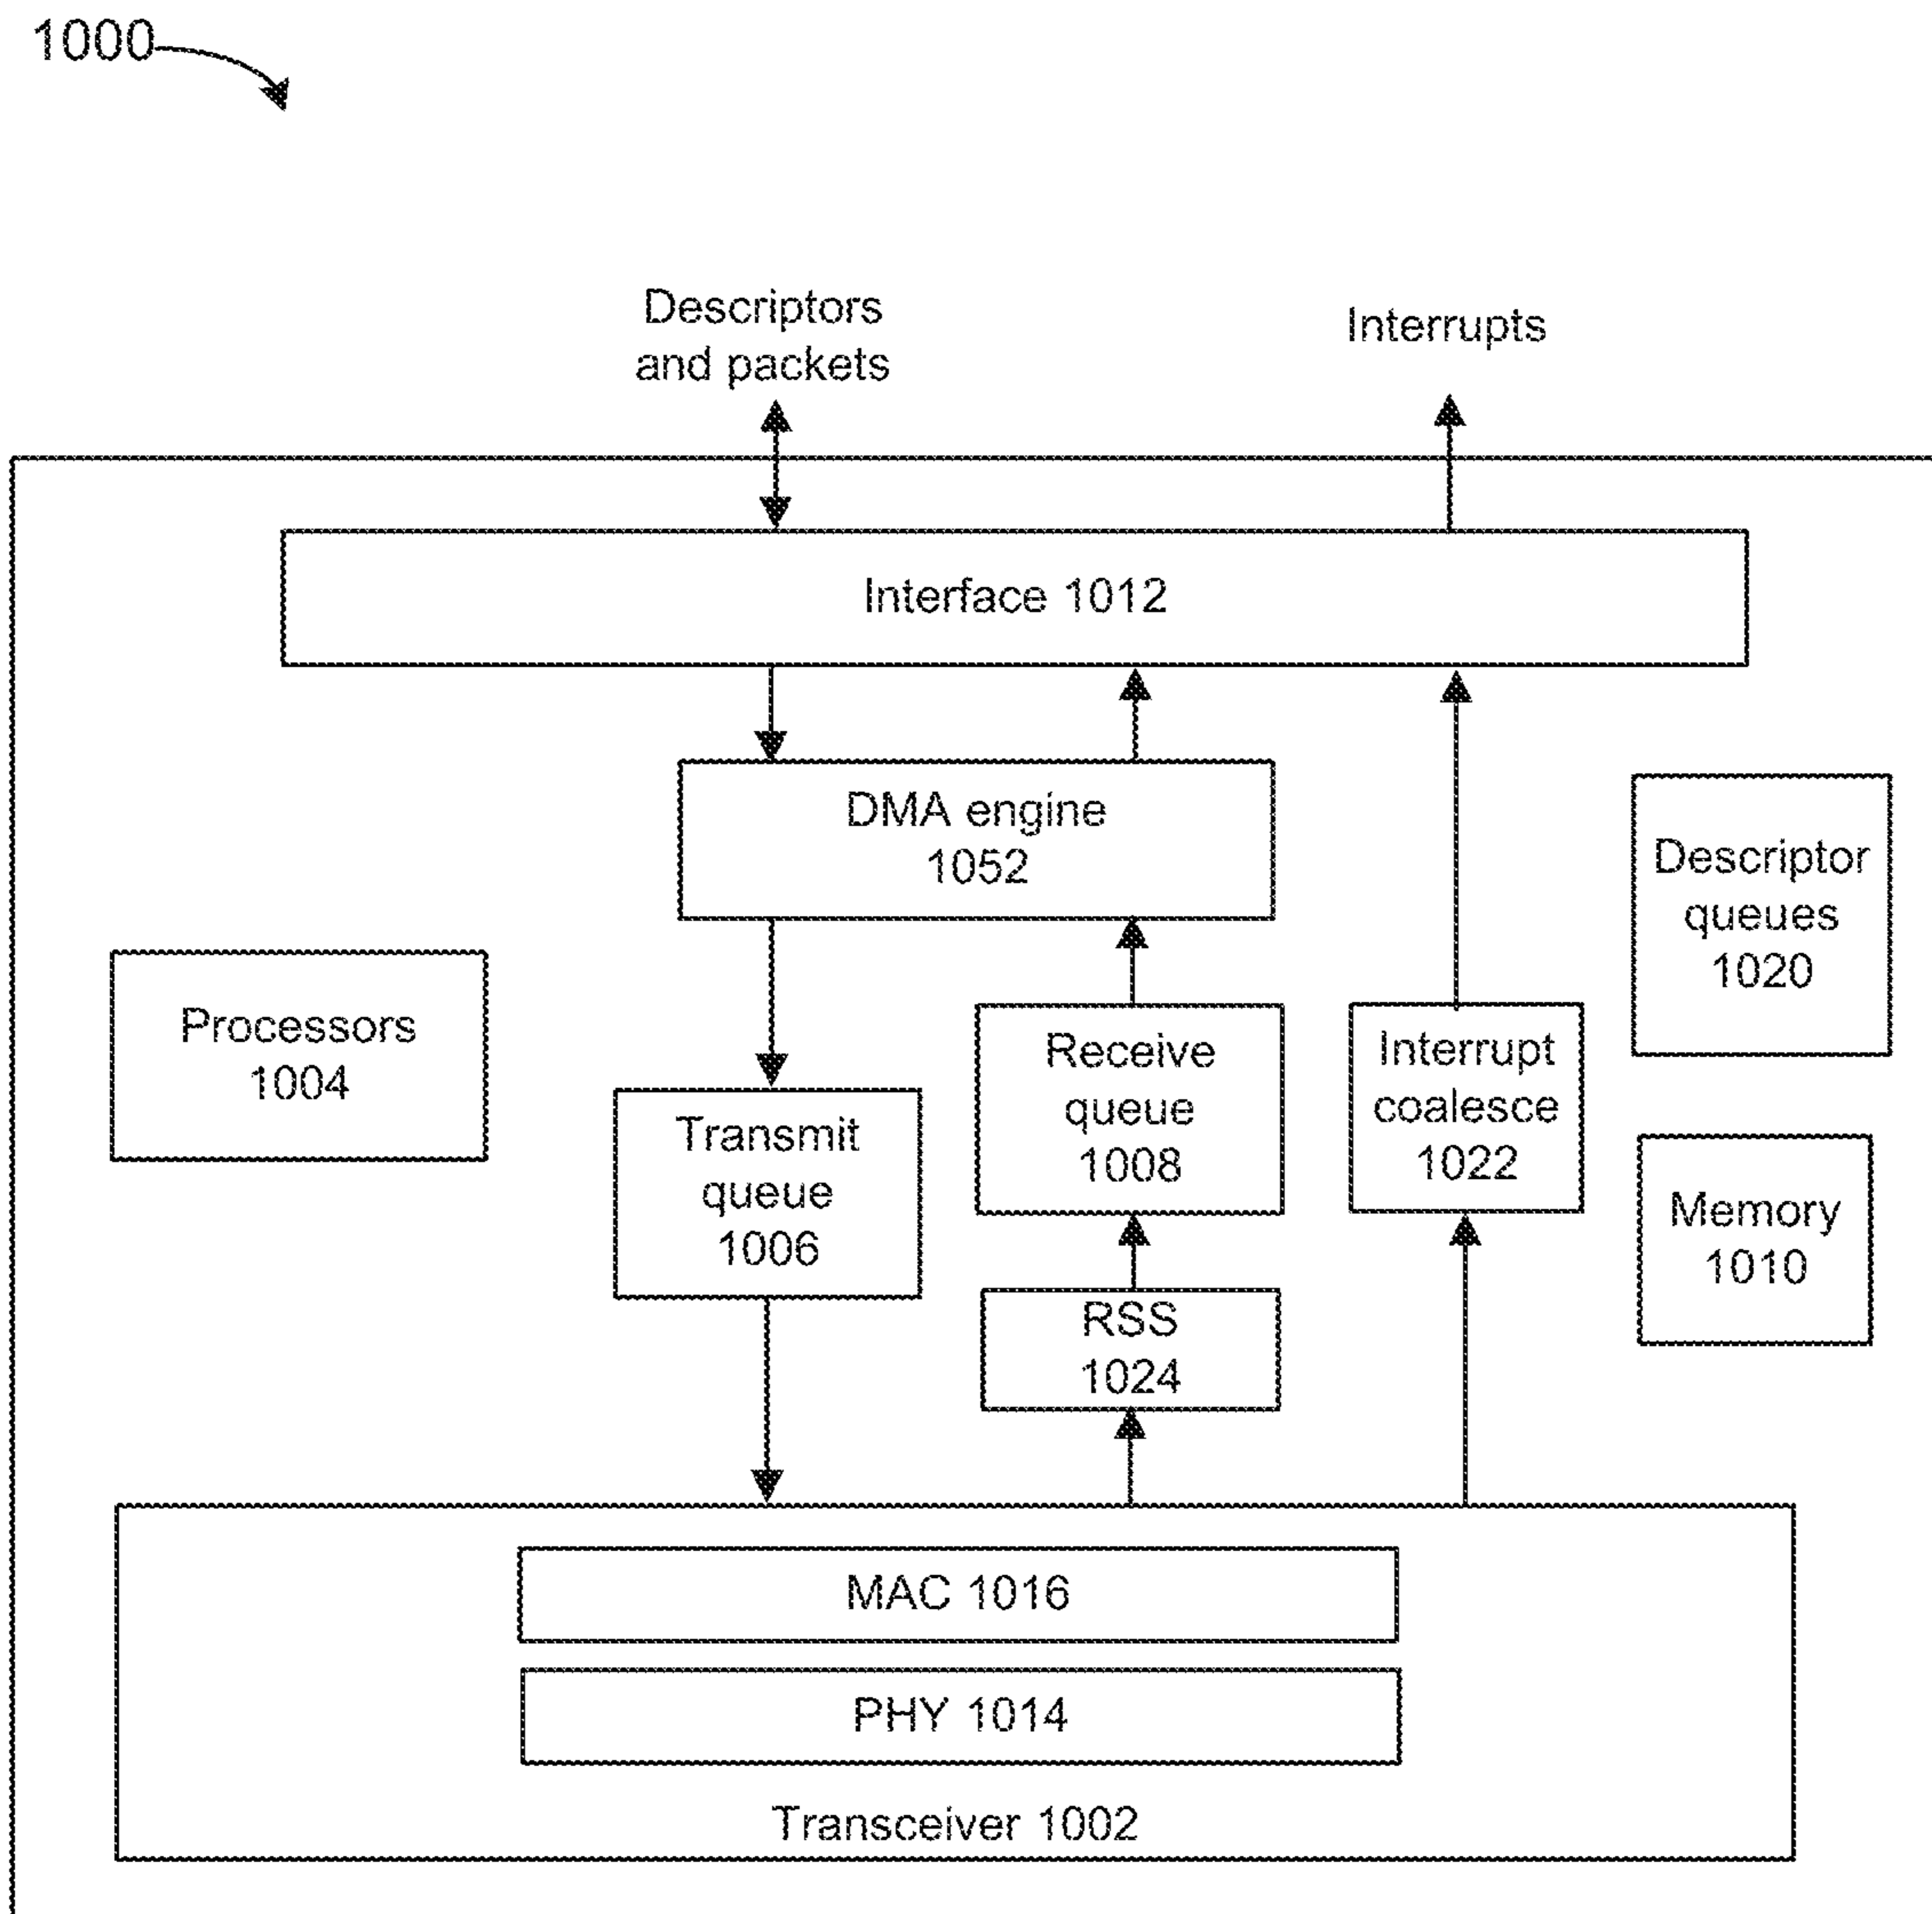 1000
Descriptors
and packets
Interrupts
Interface 1012
DMA engine
1052
Descriptor
queues
1020
Processors
1004
Transmit
queue
1006
Receive
queue
1008
Interrupt
coalesce
1022
Memory
1010
RSS
1024
MAC 1016
PHY 1014
Transceiver 1002